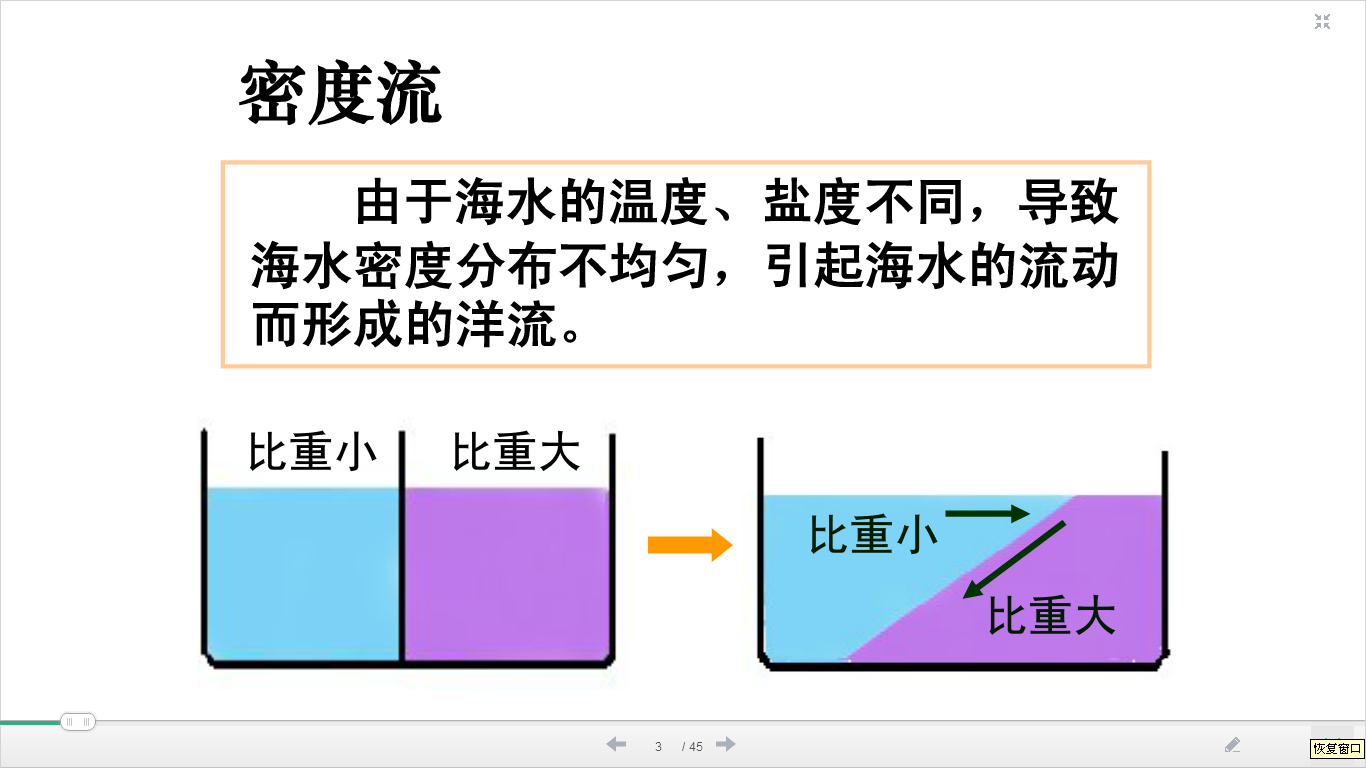 密度流
由于海水的温度、盐度不同，导致
海水密度分布不均匀，引起海水的流动
而形成的洋流。
比重小
比重大
比重小
比重大
3 / 45
恢复窗口